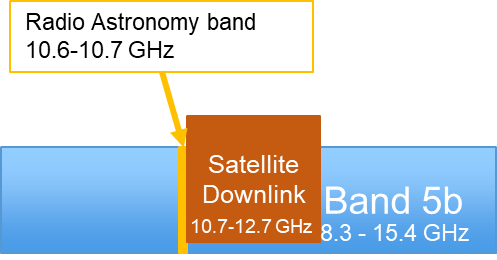 Radio Astronomy band
10.6-10.7 GHz
Satellite
Downlink
10.7-12.7 GHz
Band 5b
8.3 - 15.4 GHz